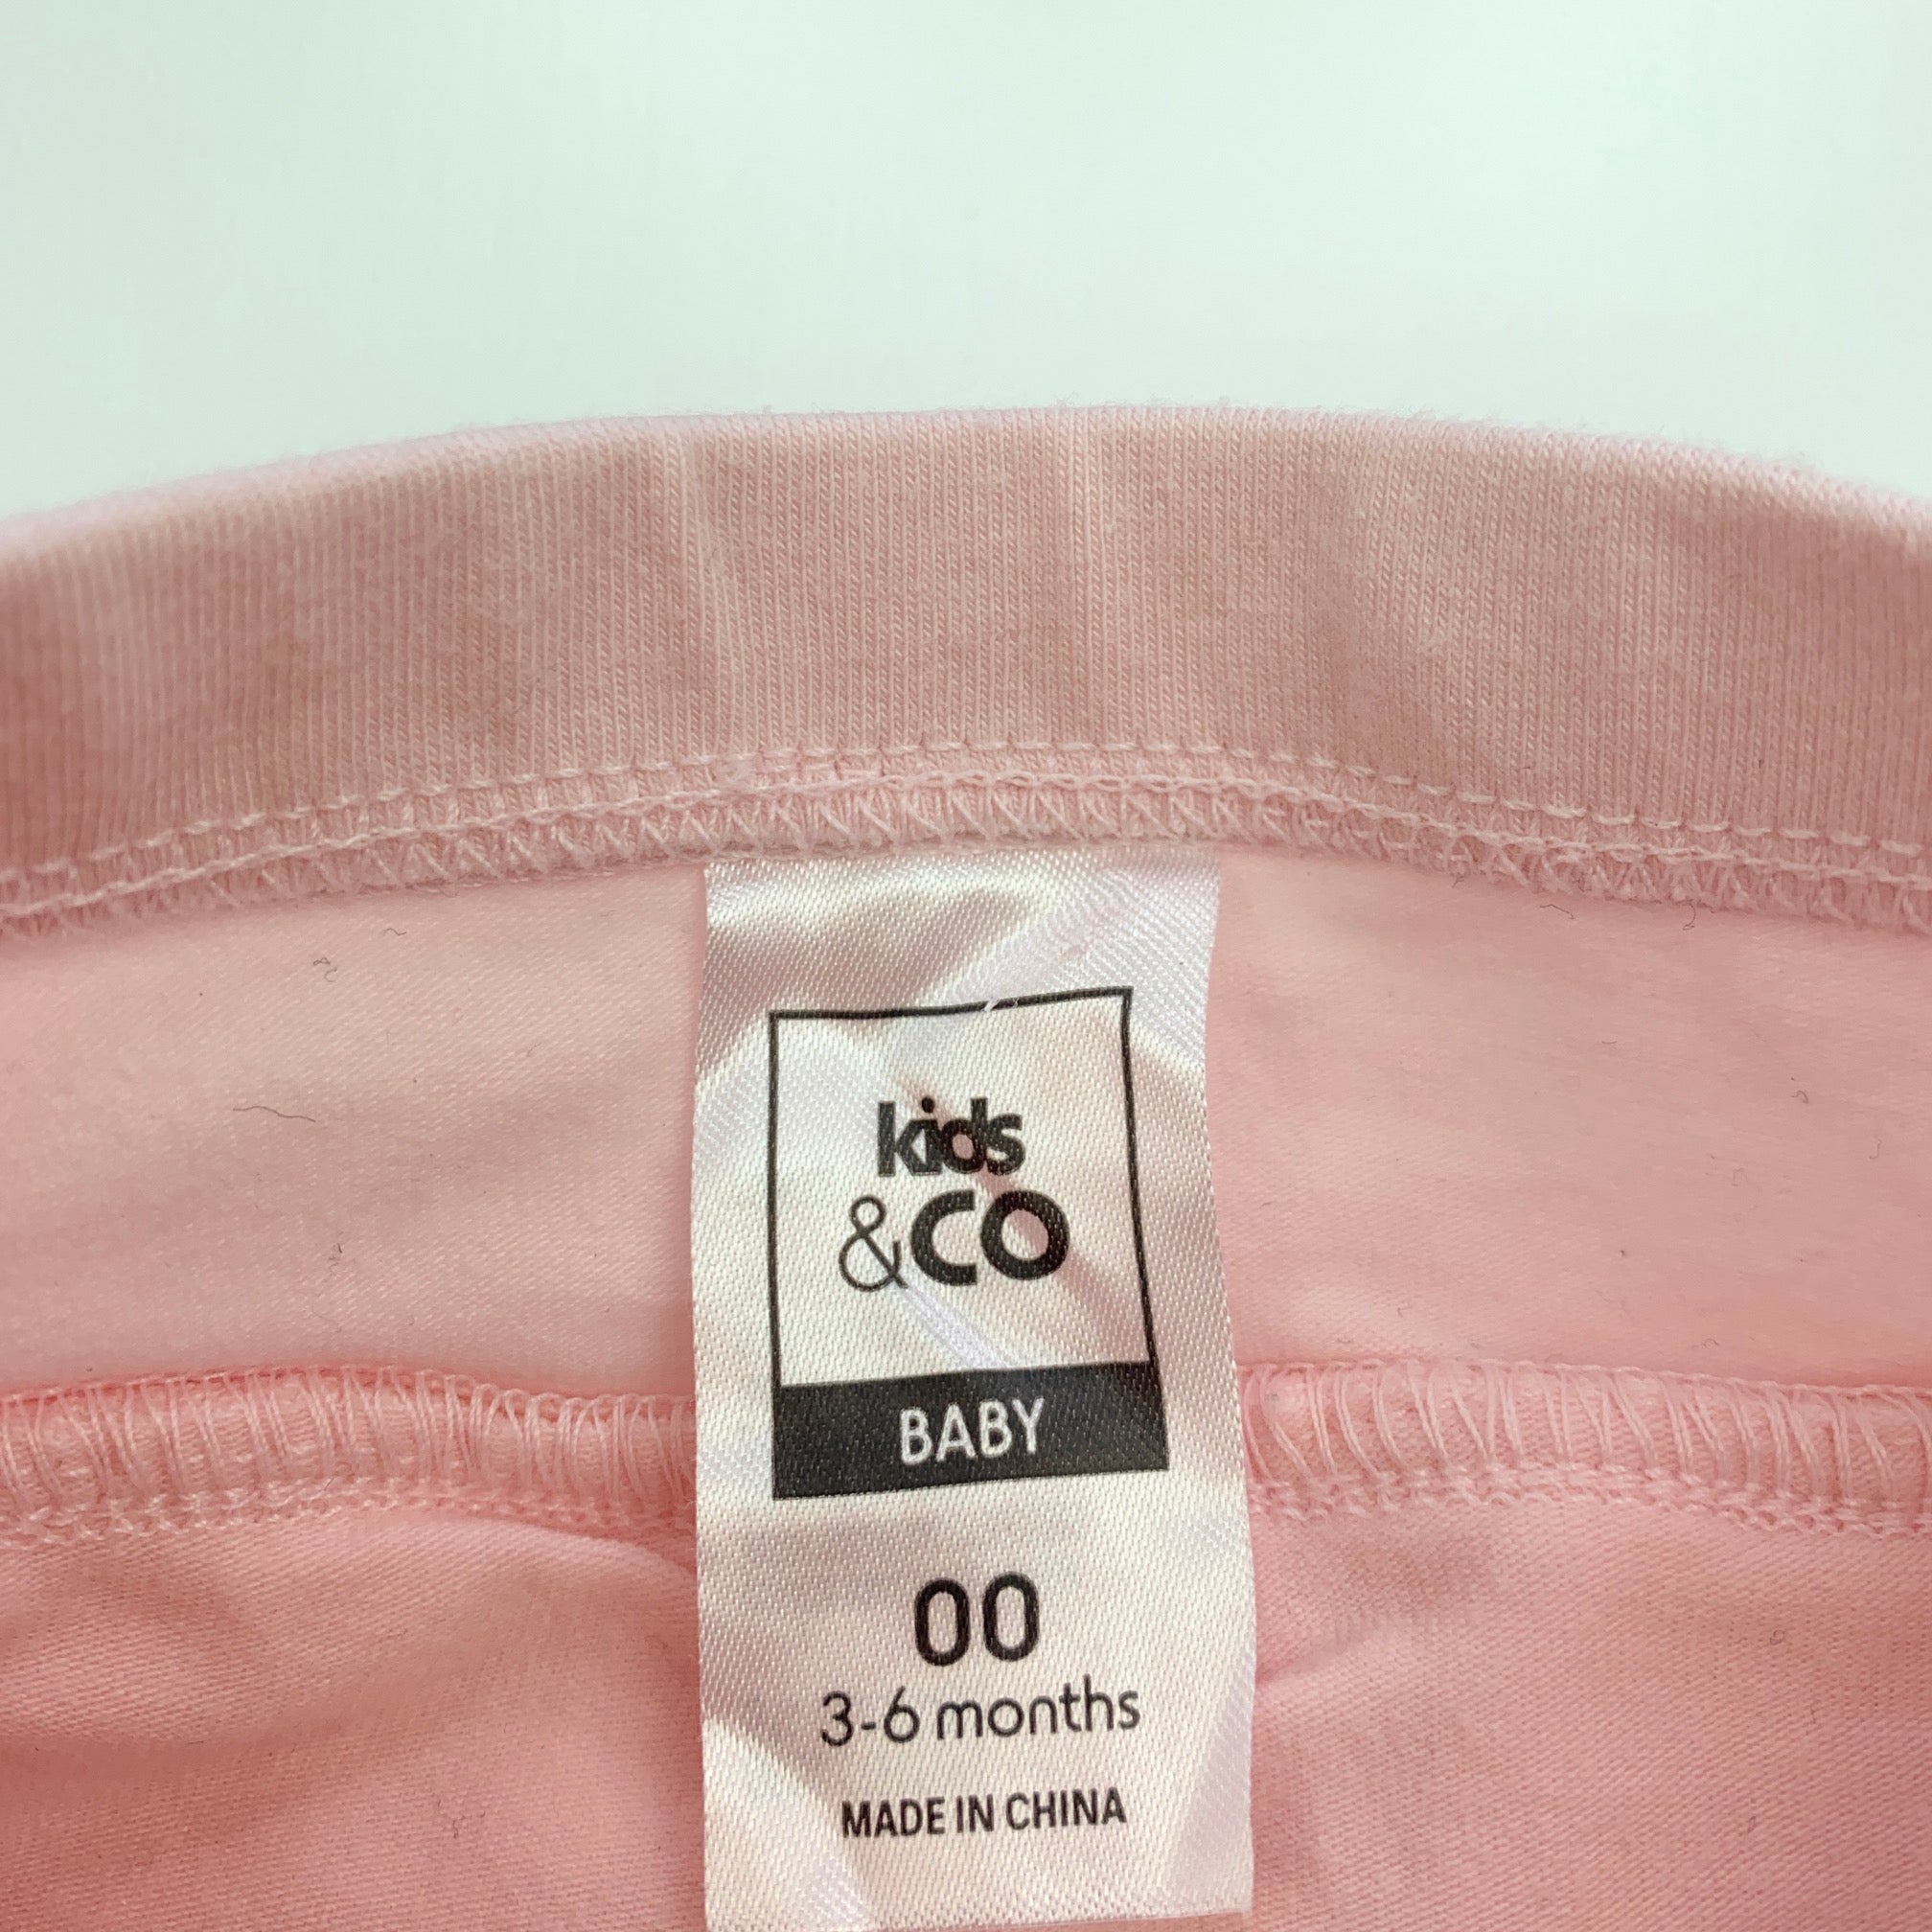 kids
&CO
BABY
00
3-6 months
MADE IN CHINA